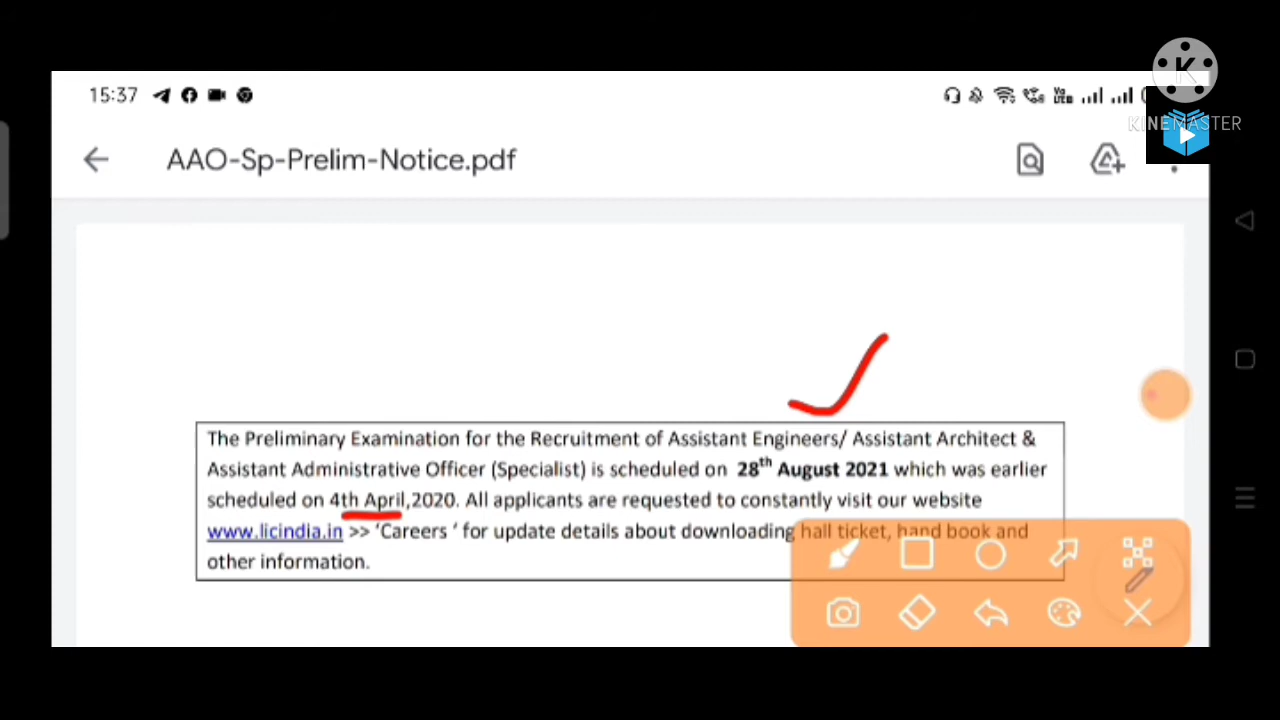 15:37
KINEMASTER
AAO-Sp-Prelim-Notice.pdf
The Preliminary Examination for the Recruitment of Assistant Engineers/ Assistant Architect &
Assistant Administrative Officer (Specialist) is scheduled on 28th August 2021 which was earlier
scheduled on 4th April,2020. All applicants are requested to constantly visit our website
www.licindia.in >> ‘Careers ‘ for update details about downloading hall ticket, hand book and
other information.